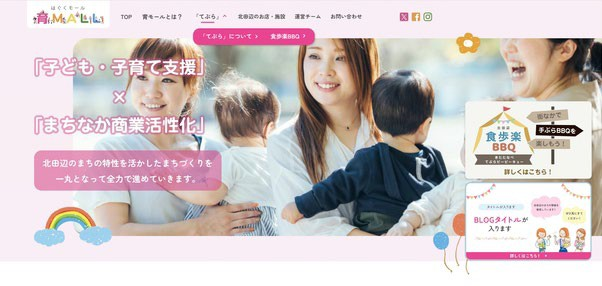 はぐくモール
育MALL
TOP
育モールとは？
「てぶら」
北田辺のお店・施設
運営チーム
お問い合わせ
「てぶら」について
食歩楽BBQ
「子ども・子育て支援」
×
「まちなか商業活性化」
北田辺のまちの特性を活かしたまちづくりを
一丸となって全力で進めていきます。
食歩楽
BBQ
街なかで
手ぶらBBQを
楽しもう！
詳しくはこちら！
BLOGタイトルが
入ります
詳しくはこちら！